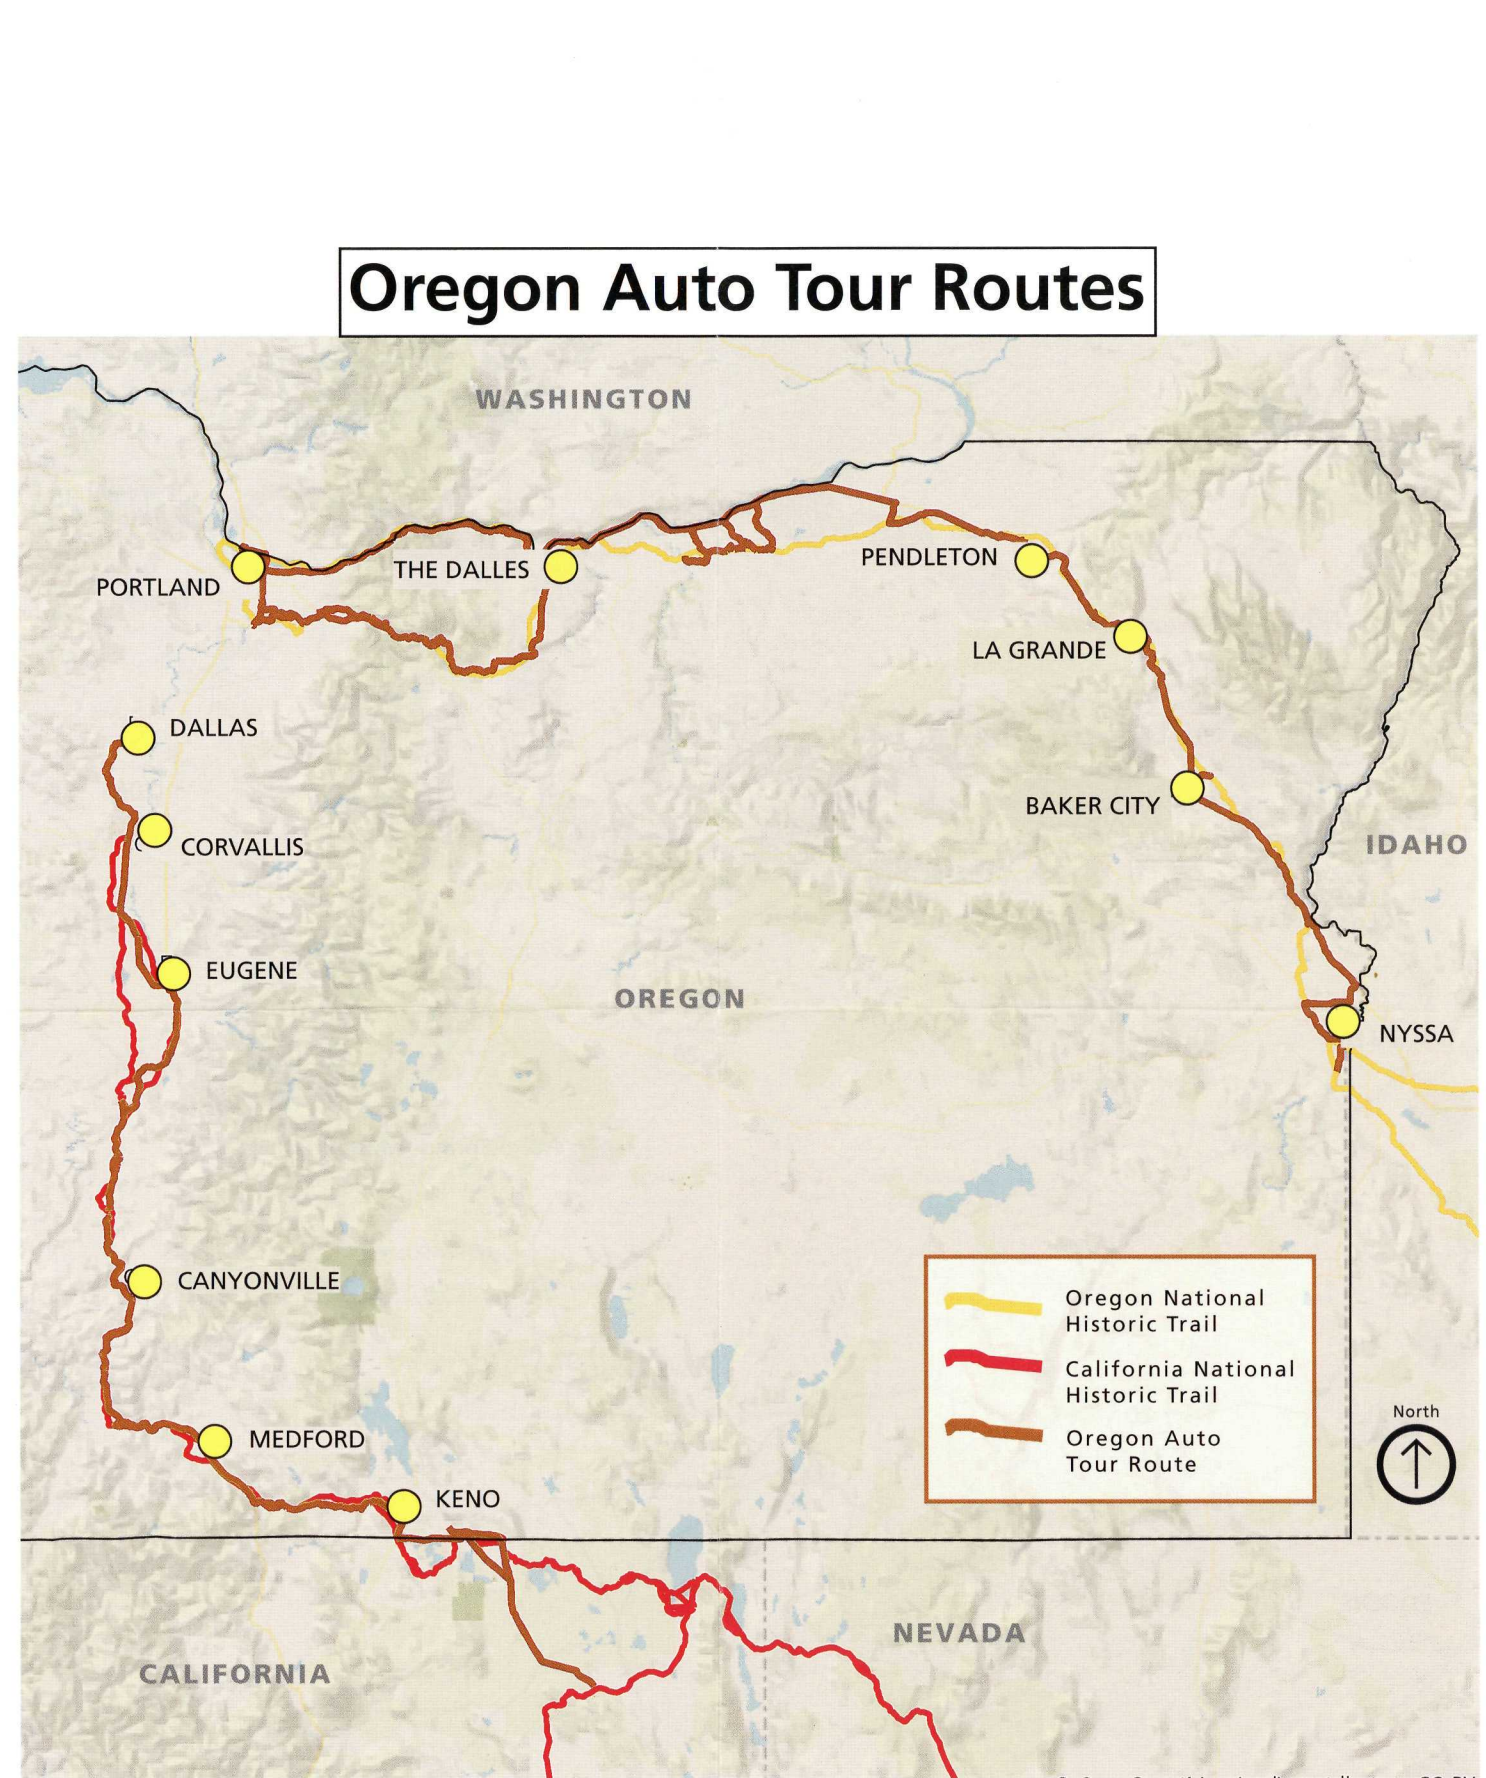 Oregon Auto Tour Routes
WASHINGTON
PORTLAND
THE DALLES
PENDLETON
LA GRANDE
DALLAS
BAKER CITY
CORVALLIS
IDAHO
EUGENE
OREGON
NYSSA
CANYONVILLE
Oregon National
Historic Trail
California National
Historic Trail
Oregon Auto
Tour Route
North
MEDFORD
KENO
NEVADA
CALIFORNIA